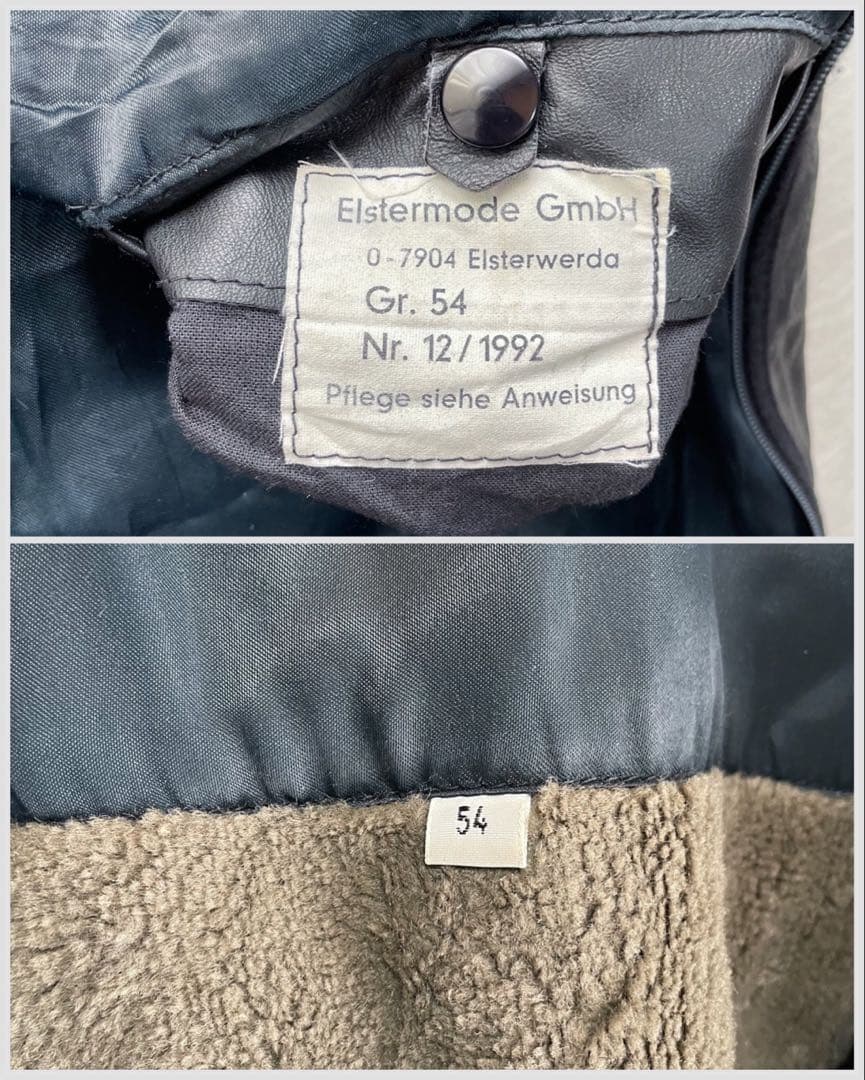 Elstermode GmbH
0-7904 Elsterwerda
Gr. 54
Nr. 12/1992
Pflege siehe Anweisung
54